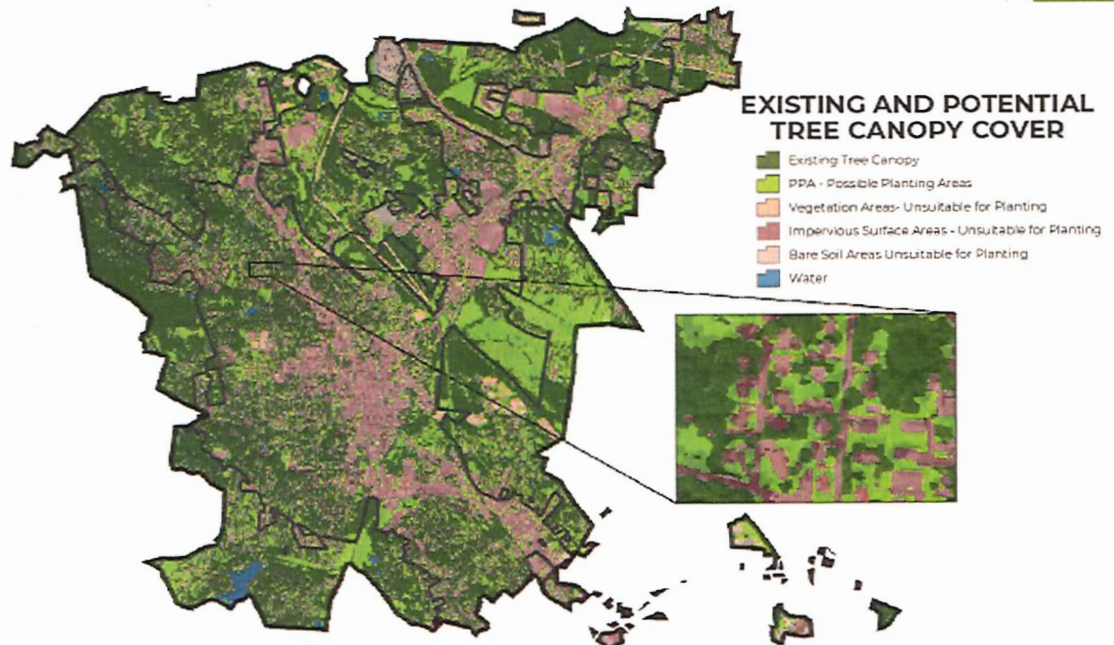 EXISTING AND POTENTIAL
TREE CANOPY COVER
Existing Tree Canopy
PPA - Possible Planting Areas
Vegetation Areas- Unsuitable for Planting
Impervious Surface Areas - Unsuitable for Planting
Bare Soil Areas Unsuitable for Planting
Water